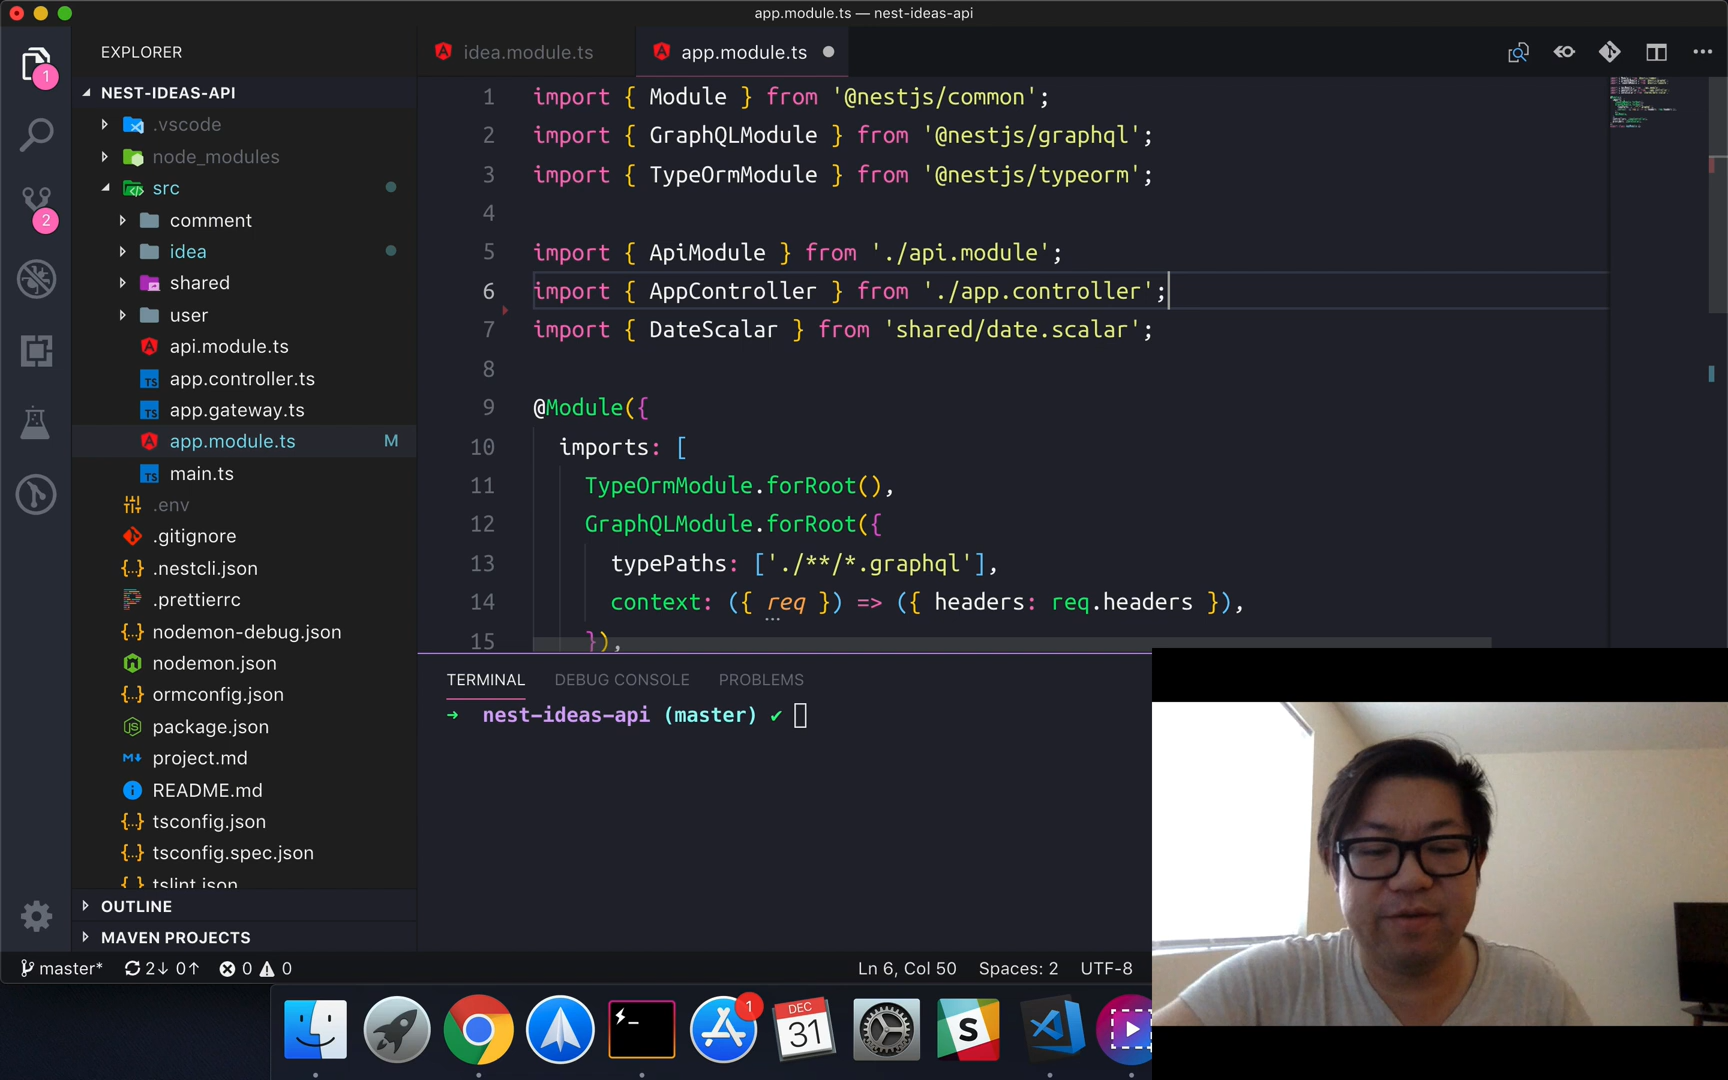 app.module.ts — nest-ideas-api
EXPLORER
idea.module.ts
app.module.ts
1
NEST-IDEAS-API
.vscode
node_modules
src
comment
idea
shared
user
api.module.ts
app.controller.ts
app.gateway.ts
app.module.ts M
main.ts
.env
.gitignore
.nestcli.json
.prettierrc
nodemon-debug.json
nodemon.json
ormconfig.json
package.json
project.md
README.md
tsconfig.json
tsconfig.spec.json
tslint.json
OUTLINE
MAVEN PROJECTS
2
1 import { Module } from '@nestjs/common';
2 import { GraphQLModule } from '@nestjs/graphql';
3 import { TypeOrmModule } from '@nestjs/typeorm';
4
5 import { ApiModule } from './api.module';
6 import { AppController } from './app.controller';
7 import { DateScalar } from 'shared/date.scalar';
8
9 @Module({
10 imports: [
11 TypeOrmModule.forRoot(),
12 GraphQLModule.forRoot({
13 typePaths: ['./**/*.graphql'],
14 context: ({ req }) => ({ headers: req.headers }),
15 }),
TERMINAL DEBUG CONSOLE PROBLEMS
➜ nest-ideas-api (master) ✔
master* 2↓ 0↑ 0 0
Ln 6, Col 50 Spaces: 2 UTF-8
1
DEC
31
S